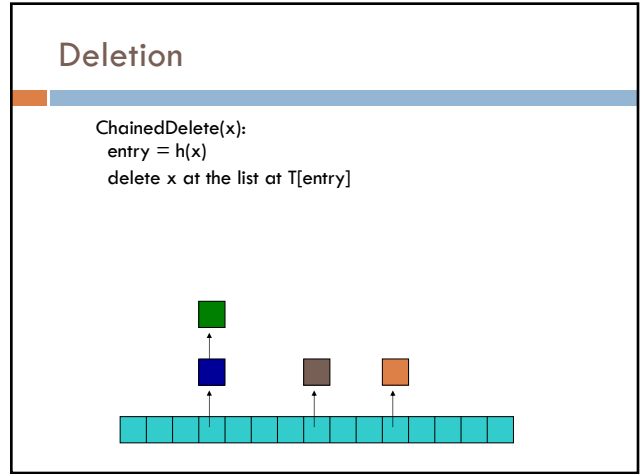 Deletion
ChainedDelete(x):
entry = h(x)
delete x at the list at T[entry]